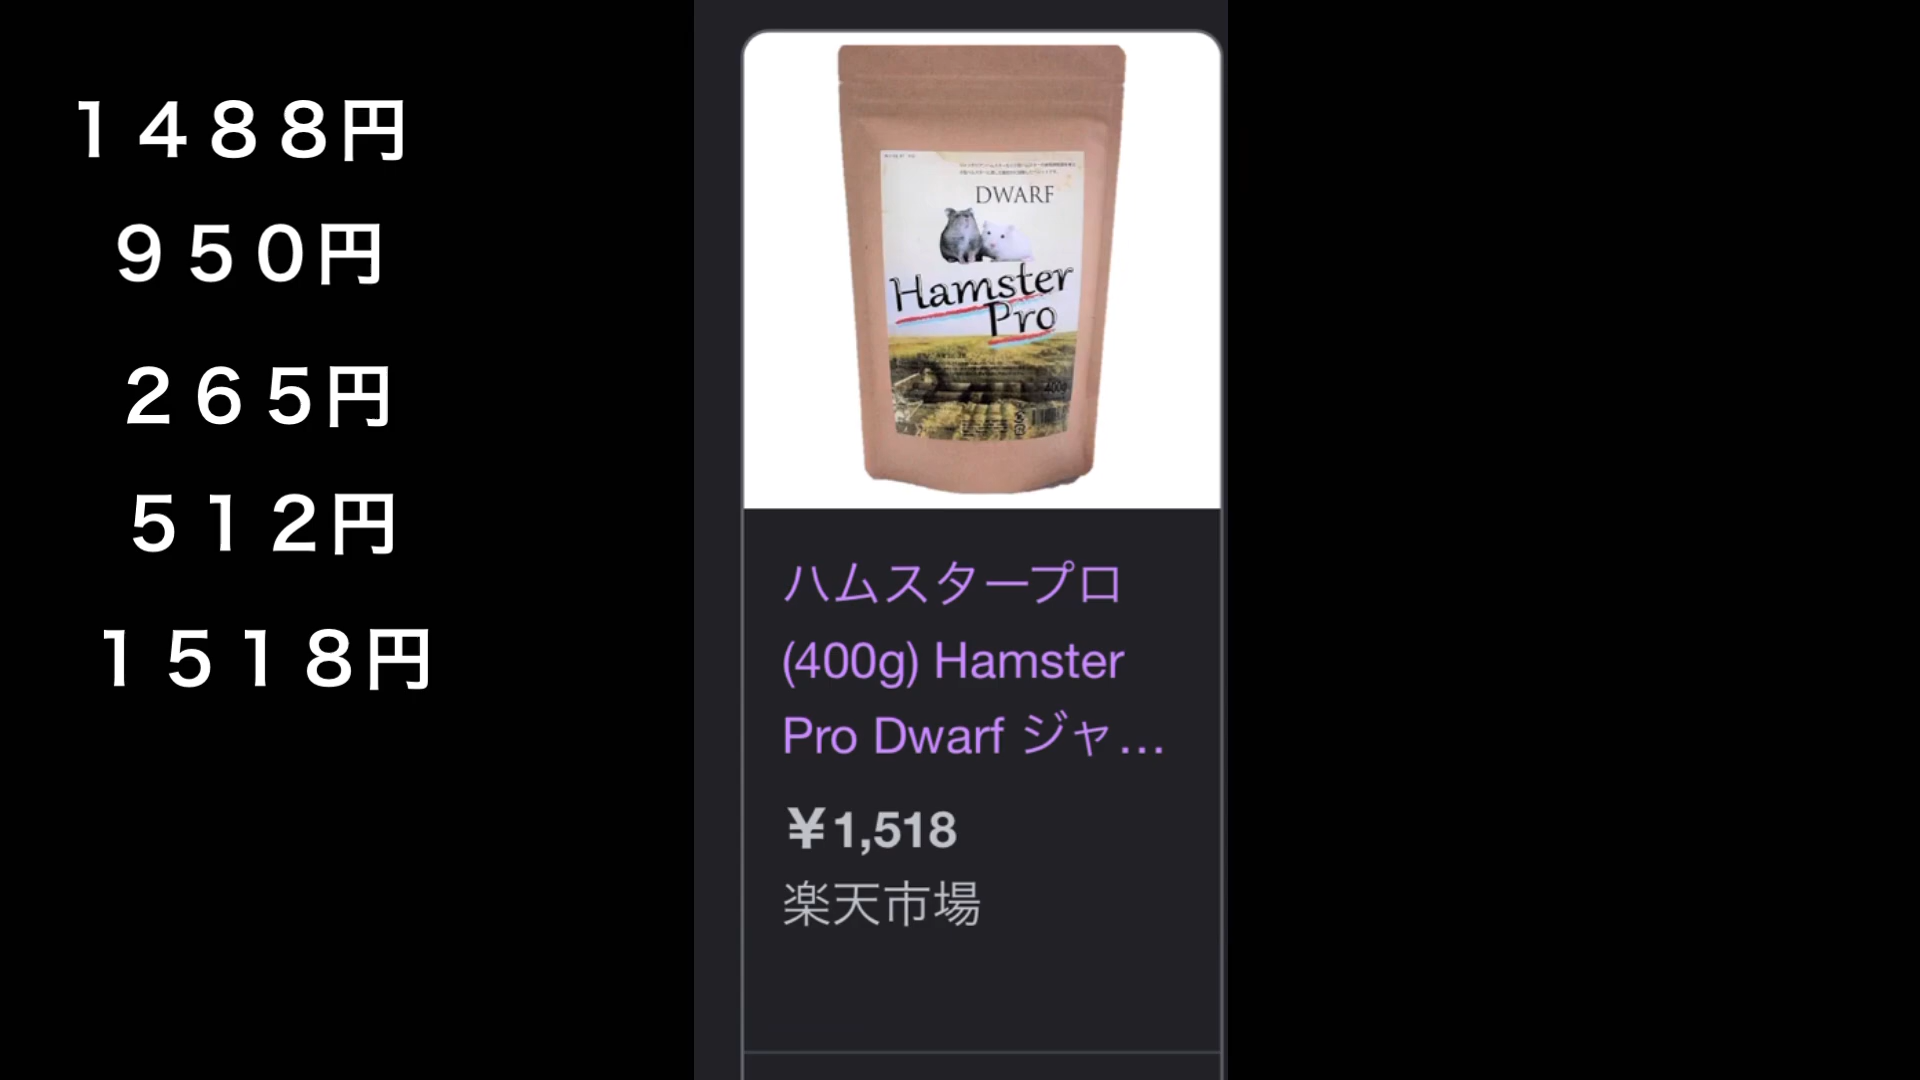 １４８８円
９５０円
２６５円
５１２円
１５１８円
DWARF
Hamster
Pro
400g
ハムスタープロ
(400g) Hamster
Pro Dwarf ジャ...
¥1,518
楽天市場